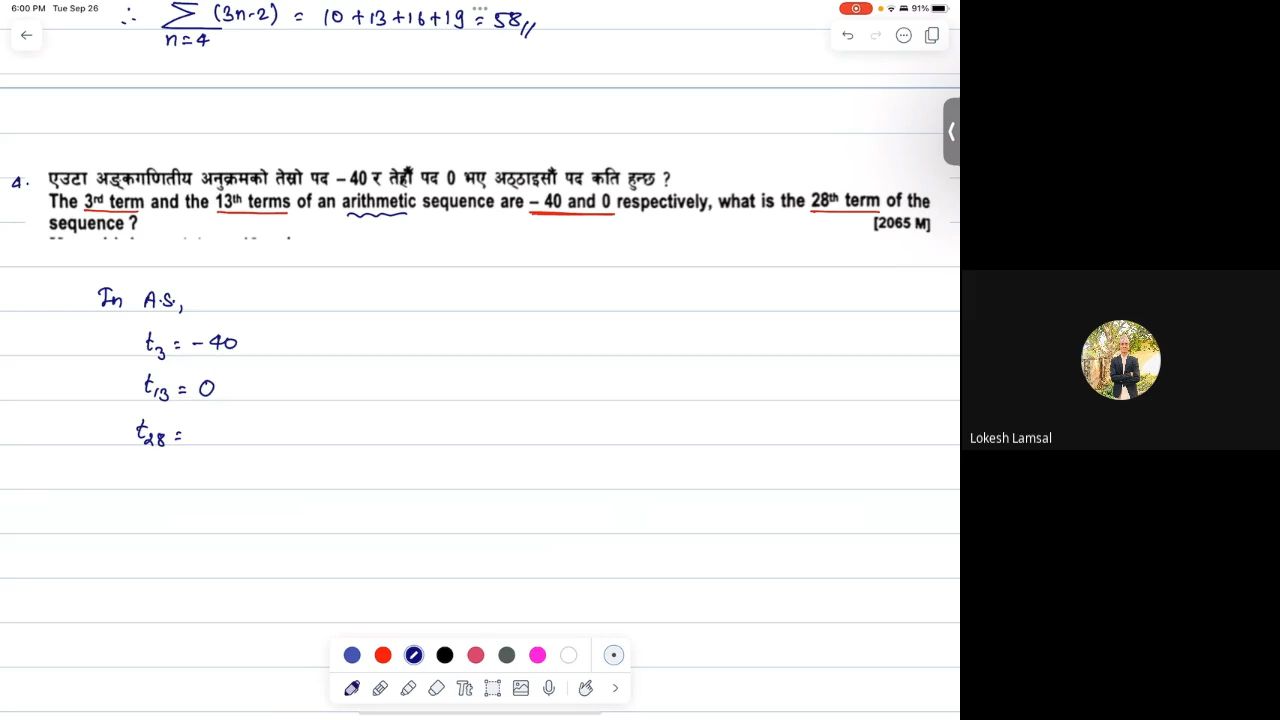 6:00 PM Tue Sep 26
91%
∴ ∑ (3n-2) = 10 + 13 + 16 + 19 = 58 //
n=4
4. एउटा अङ्कगणितीय अनुक्रमको तेस्रो पद – 40 र तेह्रौं पद 0 भए अठ्ठाइसौं पद कति हुन्छ ?
The 3rd term and the 13th terms of an arithmetic sequence are – 40 and 0 respectively, what is the 28th term of the
sequence ? [2065 M]
In A.S.,
t3 = - 40
t13 = 0
t28 =
Tt
Lokesh Lamsal